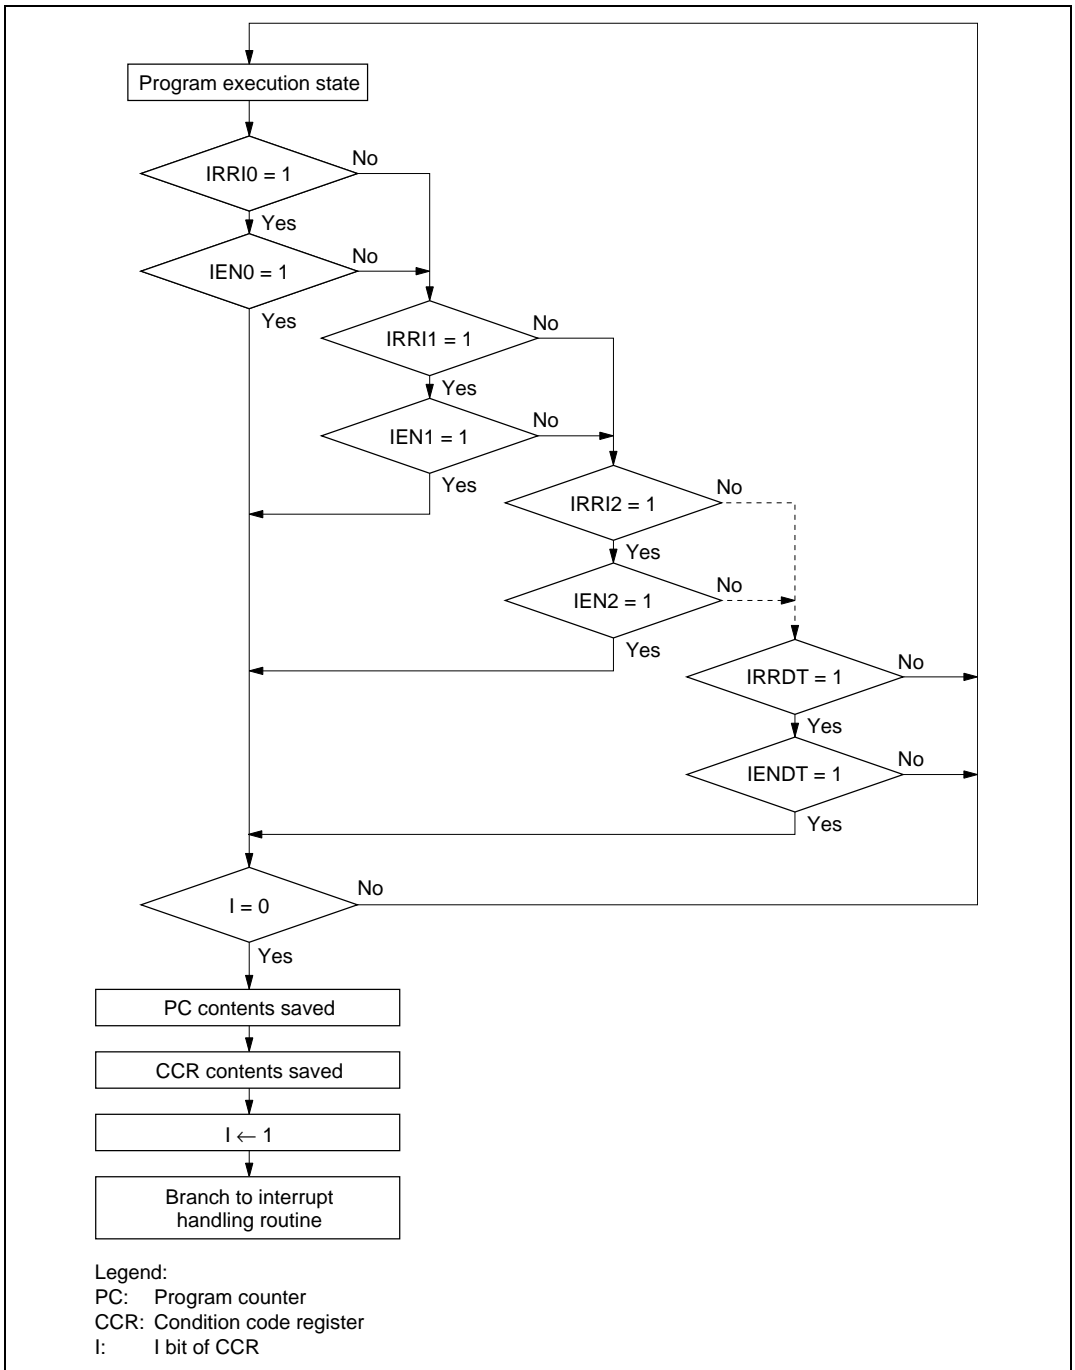 Program execution state
IRRI0 = 1
No
Yes
IEN0 = 1
No
Yes
IRRI1 = 1
No
Yes
IEN1 = 1
No
Yes
IRRI2 = 1
No
Yes
IEN2 = 1
No
Yes
IRRDT = 1
No
Yes
IENDT = 1
No
Yes
I = 0
No
Yes
PC contents saved
CCR contents saved
I ← 1
Branch to interrupt
handling routine
Legend:
PC: Program counter
CCR: Condition code register
I: I bit of CCR